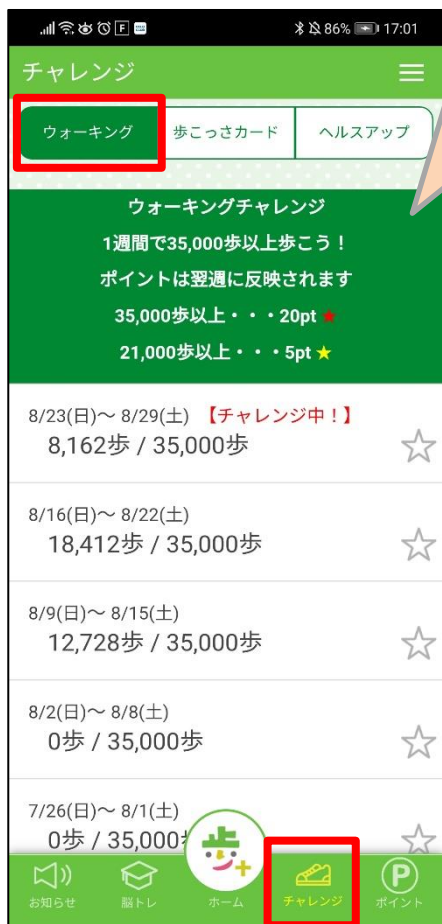 F
86%
17:01
チャレンジ
ウォーキング
歩こっさカード
ヘルスアップ
ウォーキングチャレンジ
1週間で35,000歩以上歩こう！
ポイントは翌週に反映されます
35,000歩以上・・・20pt ★
21,000歩以上・・・5pt ★
8/23(日)～ 8/29(土) 【チャレンジ中！】
8,162歩 / 35,000歩
8/16(日)～ 8/22(土)
18,412歩 / 35,000歩
8/9(日)～ 8/15(土)
12,728歩 / 35,000歩
8/2(日)～ 8/8(土)
0歩 / 35,000歩
7/26(日)～ 8/1(土)
0歩 / 35,000
お知らせ
脳トレ
ホーム
チャレンジ
P
ポイント